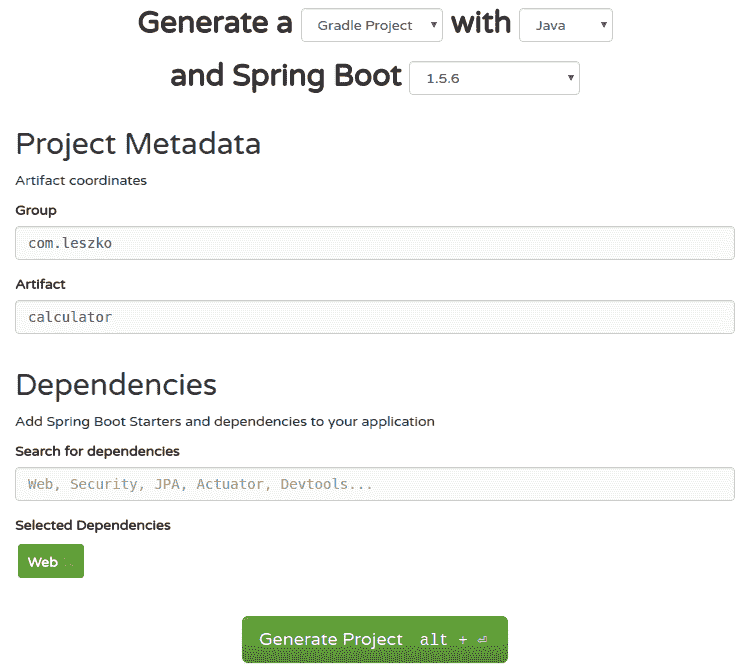 Generate a Gradle Project with Java
and Spring Boot 1.5.6
Project Metadata
Artifact coordinates
Group
com.leszko
Artifact
calculator
Dependencies
Add Spring Boot Starters and dependencies to your application
Search for dependencies
Web, Security, JPA, Actuator, Devtools...
Selected Dependencies
Web
Generate Project alt + ⏎